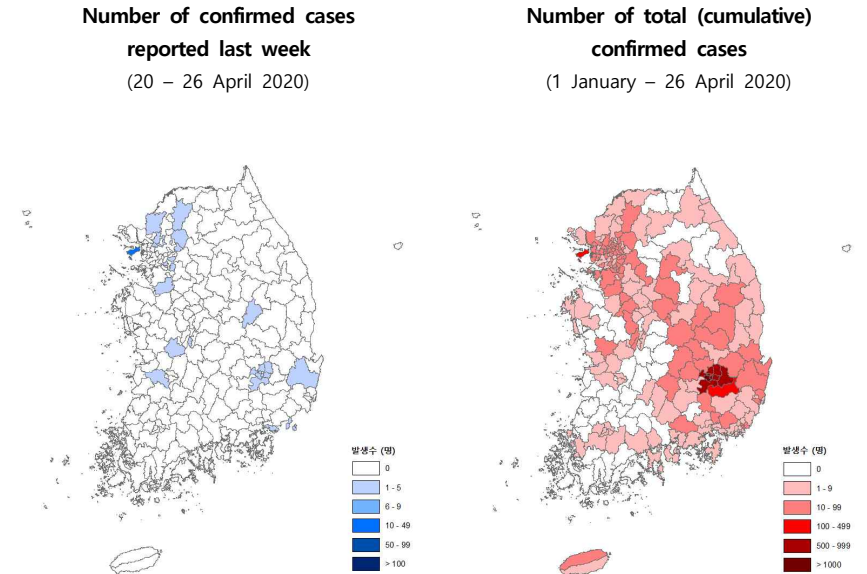 Number of confirmed cases
reported last week
(20 – 26 April 2020)
발생수 (명)
0
1 - 5
6 - 9
10 - 49
50 - 99
> 100
Number of total (cumulative)
confirmed cases
(1 January – 26 April 2020)
발생수 (명)
0
1 - 9
10 - 99
100 - 499
500 - 999
> 1000